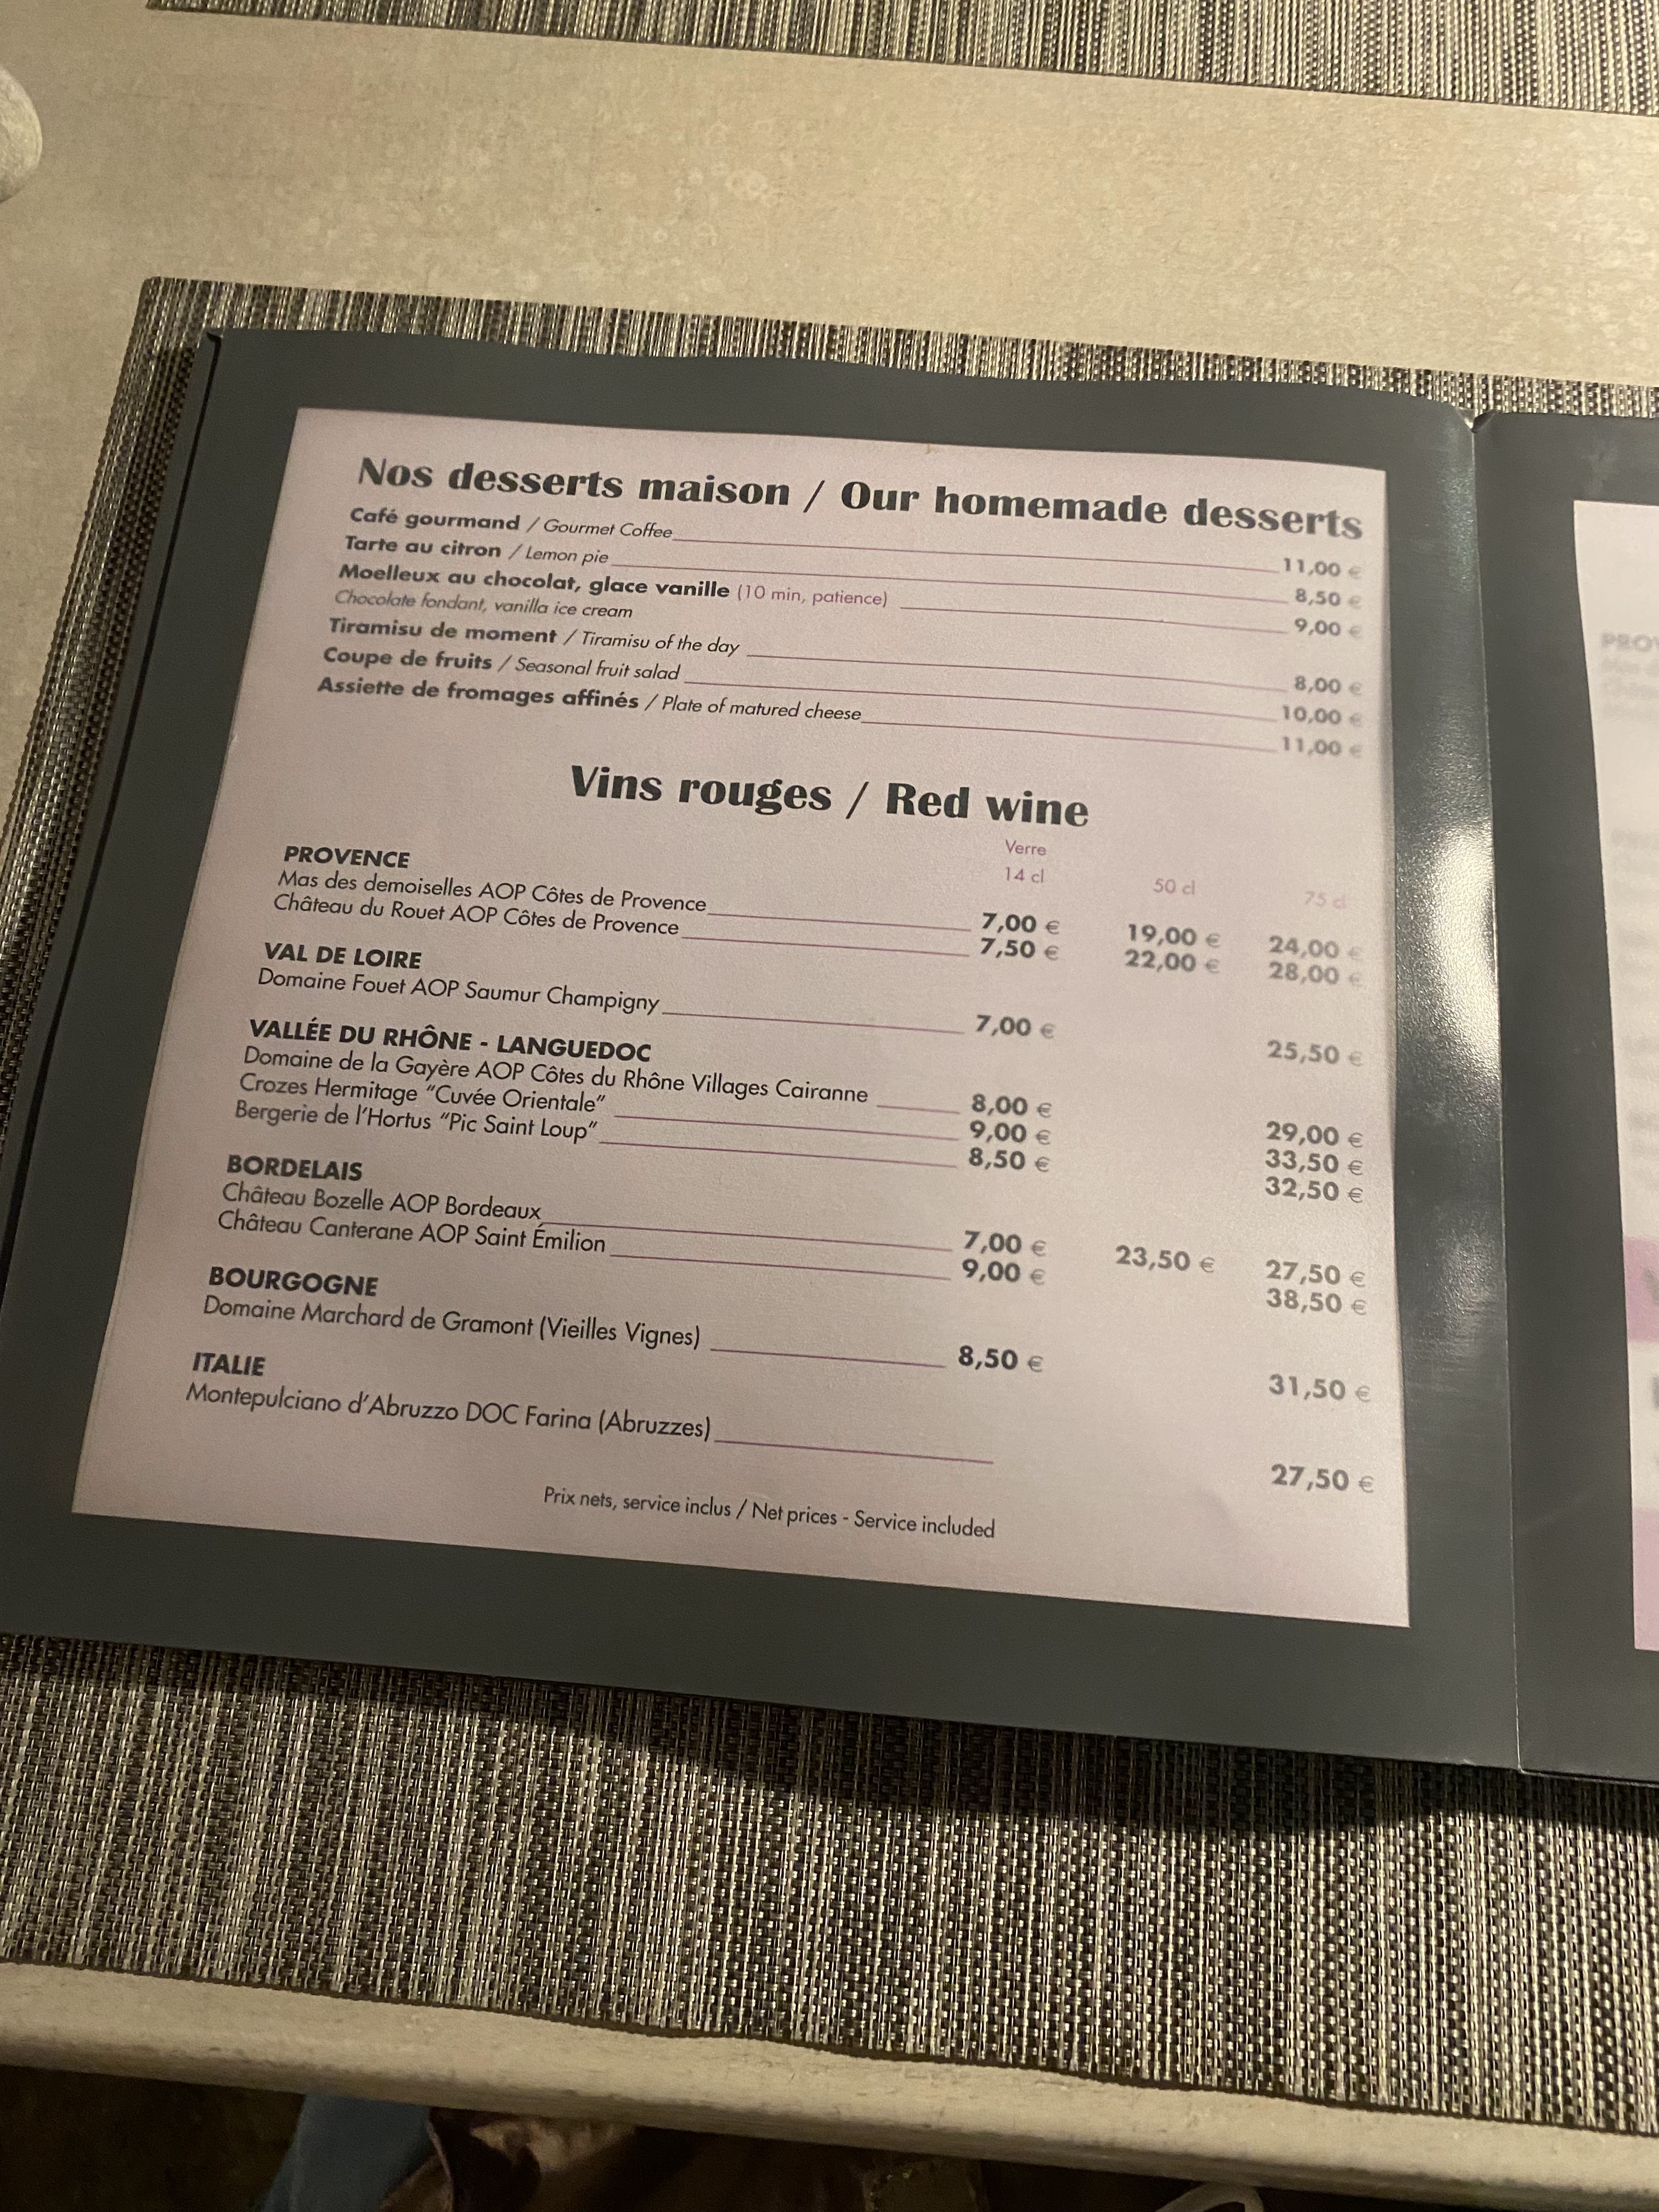 Nos desserts maison / Our homemade desserts
Café gourmand / Gourmet Coffee 11,00 €
Tarte au citron / Lemon pie 8,50 €
Moelleux au chocolat, glace vanille (10 min, patience) 9,00 €
Chocolate fondant, vanilla ice cream
Tiramisu de moment / Tiramisu of the day 8,00 €
Coupe de fruits / Seasonal fruit salad 10,00 €
Assiette de fromages affinés / Plate of matured cheese 11,00 €
Vins rouges / Red wine
Verre
14 cl 50 cl 75 cl
PROVENCE
Mas des demoiselles AOP Côtes de Provence 7,00 € 19,00 € 24,00 €
Château du Rouet AOP Côtes de Provence 7,50 € 22,00 € 28,00 €
VAL DE LOIRE
Domaine Fouet AOP Saumur Champigny 7,00 € 25,50 €
VALLÉE DU RHÔNE - LANGUEDOC
Domaine de la Gayère AOP Côtes du Rhône Villages Cairanne 8,00 € 29,00 €
Crozes Hermitage "Cuvée Orientale" 9,00 € 33,50 €
Bergerie de l'Hortus "Pic Saint Loup" 8,50 € 32,50 €
BORDELAIS
Château Bozelle AOP Bordeaux 7,00 € 23,50 € 27,50 €
Château Canterane AOP Saint Émilion 9,00 € 38,50 €
BOURGOGNE
Domaine Marchard de Gramont (Vieilles Vignes) 8,50 € 31,50 €
ITALIE
Montepulciano d'Abruzzo DOC Farina (Abruzzes) 27,50 €
Prix nets, service inclus / Net prices - Service included